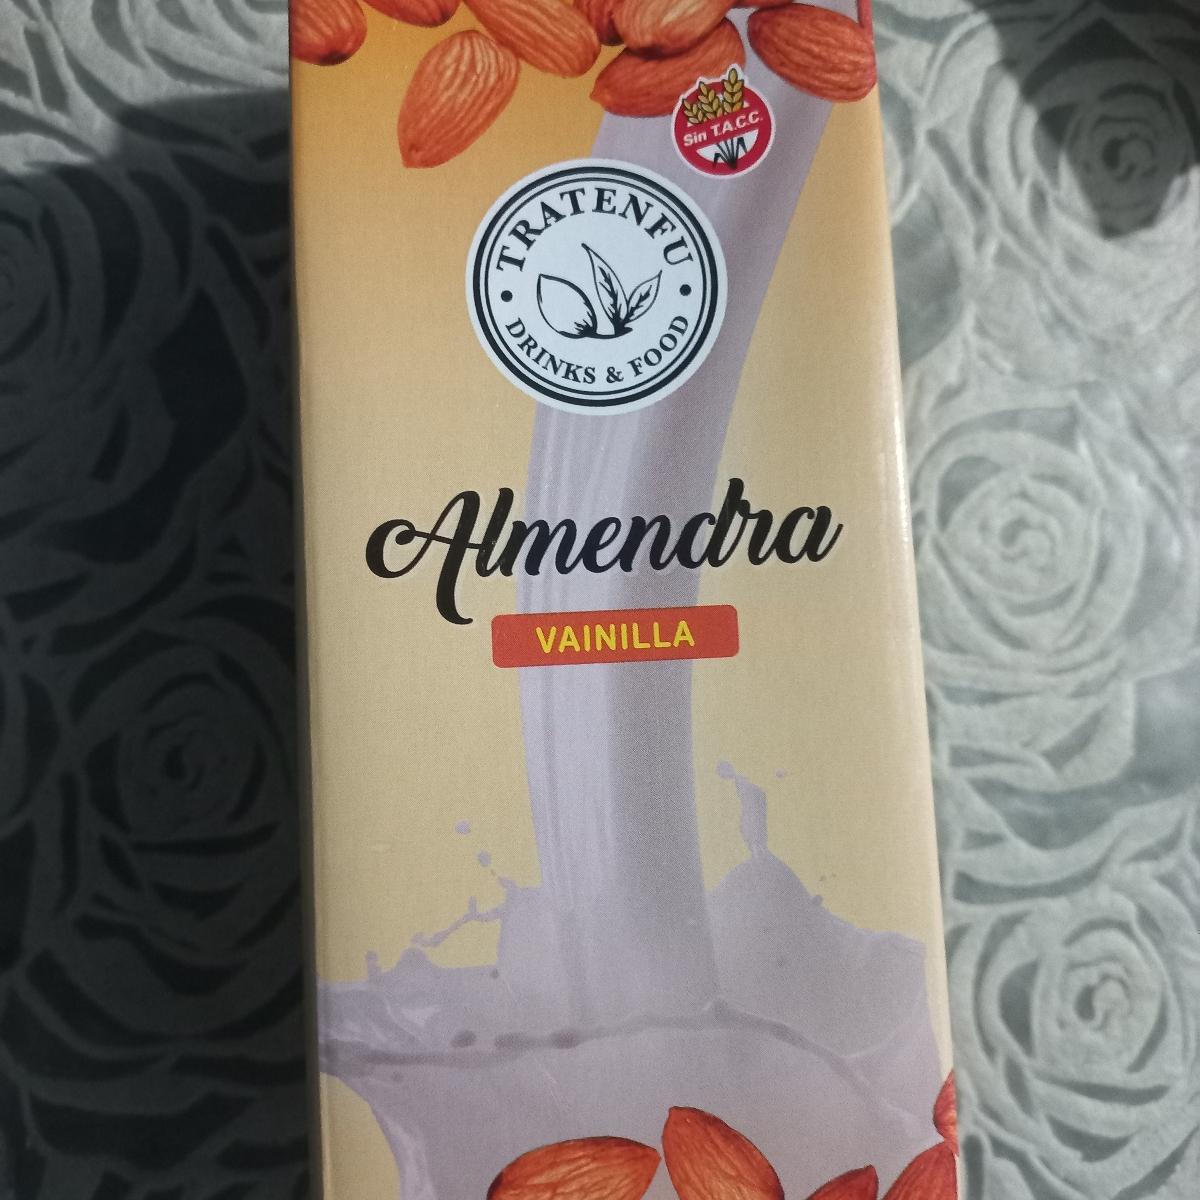 Sin T.A.C.C.
TRATENFU
DRINKS & FOOD
Almendra
VAINILLA